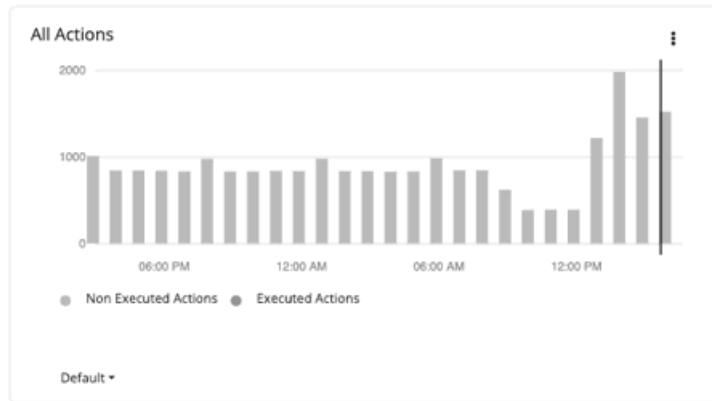 All Actions
2000
1000
0
06:00 PM 12:00 AM 06:00 AM 12:00 PM
Non Executed Actions Executed Actions
Default